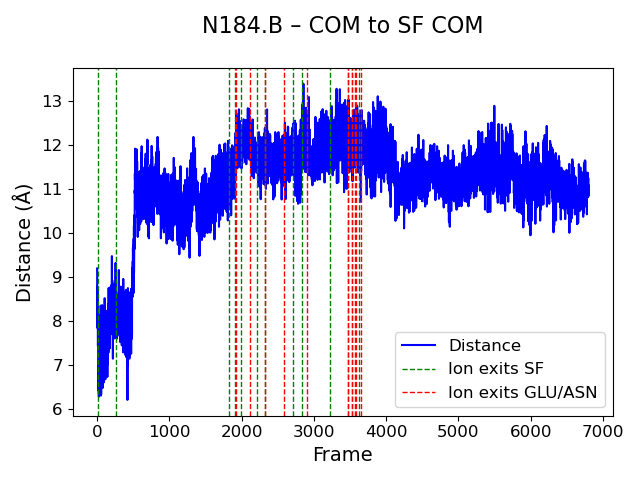 N184.B – COM to SF COM
Distance (Å)
13
12
11
10
9
8
7
6
0
1000
2000
3000
4000
5000
6000
7000
Frame
Distance
Ion exits SF
Ion exits GLU/ASN